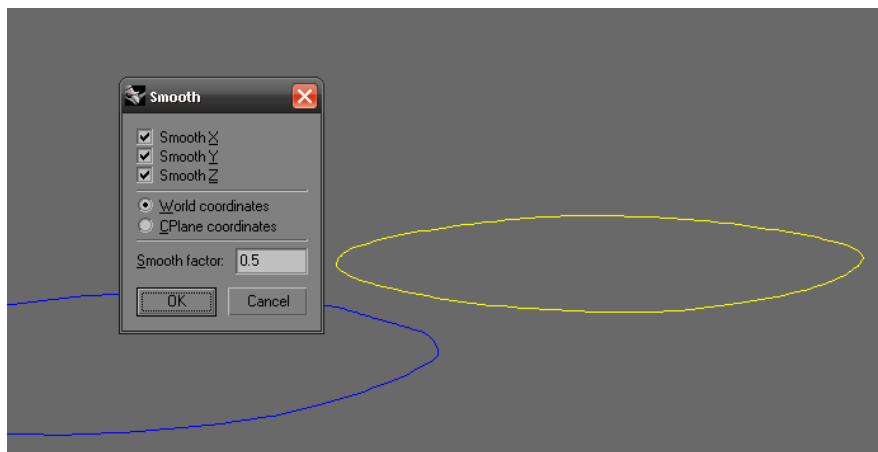 Smooth
Smooth X
Smooth Y
Smooth Z
World coordinates
CPlane coordinates
Smooth factor: 0.5
OK Cancel